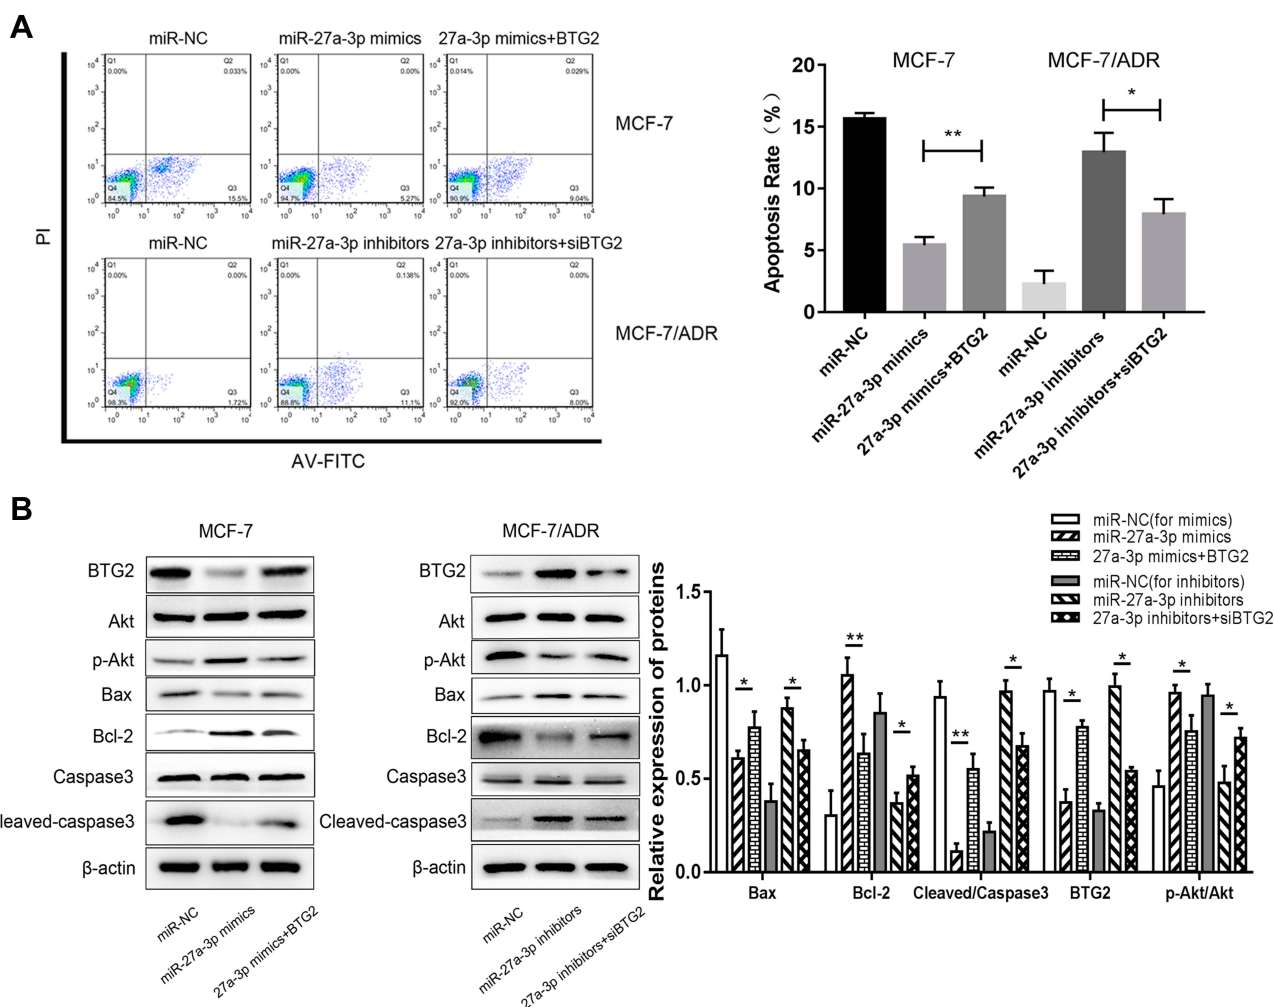 A
miR-NC
miR-27a-3p mimics
27a-3p mimics+BTG2
Q1
0.00%
Q2
0.033%
Q4
84.5%
Q3
15.5%
Q1
0.00%
Q2
0.00%
Q4
94.7%
Q3
5.27%
Q1
0.014%
Q2
0.029%
Q4
90.9%
Q3
9.04%
MCF-7
miR-NC
miR-27a-3p inhibitors
27a-3p inhibitors+siBTG2
Q1
0.00%
Q2
0.00%
Q4
98.3%
Q3
1.72%
Q1
0.00%
Q2
0.138%
Q4
88.8%
Q3
11.1%
Q1
0.00%
Q2
0.00%
Q4
92.0%
Q3
8.00%
MCF-7/ADR
PI
AV-FITC
MCF-7
MCF-7/ADR
Apoptosis Rate（%）
20
15
10
5
0
**
*
miR-NC
miR-27a-3p mimics
27a-3p mimics+BTG2
miR-NC
miR-27a-3p inhibitors
27a-3p inhibitors+siBTG2
B
MCF-7
BTG2
Akt
p-Akt
Bax
Bcl-2
Caspase3
leaved-caspase3
β-actin
miR-NC
miR-27a-3p mimics
27a-3p mimics+BTG2
MCF-7/ADR
BTG2
Akt
p-Akt
Bax
Bcl-2
Caspase3
Cleaved-caspase3
β-actin
miR-NC
miR-27a-3p inhibitors
27a-3p inhibitors+siBTG2
miR-NC(for mimics)
miR-27a-3p mimics
27a-3p mimics+BTG2
miR-NC(for inhibitors)
miR-27a-3p inhibitors
27a-3p inhibitors+siBTG2
Relative expression of proteins
1.5
1.0
0.5
0.0
*
*
**
*
**
*
*
*
*
*
Bax
Bcl-2
Cleaved/Caspase3
BTG2
p-Akt/Akt